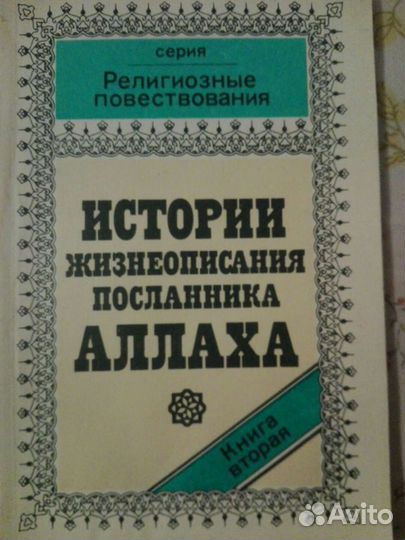 серия
Религиозные
повествования
ИСТОРИИ
ЖИЗНЕОПИСАНИЯ
ПОСЛАННИКА
АЛЛАХА
Книга
вторая
Avito